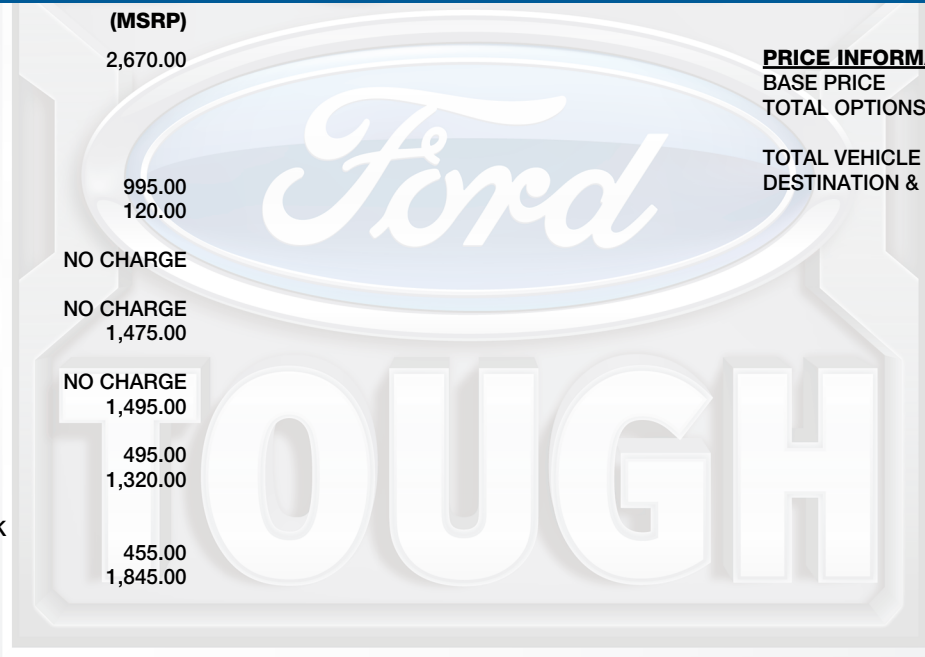 (MSRP)
2,670.00
995.00
120.00
NO CHARGE
NO CHARGE
1,475.00
NO CHARGE
1,495.00
495.00
1,320.00
K
455.00
1,845.00
PRICE INFORMA
BASE PRICE
TOTAL OPTIONS
TOTAL VEHICLE
DESTINATION &
Ford
TOUGH